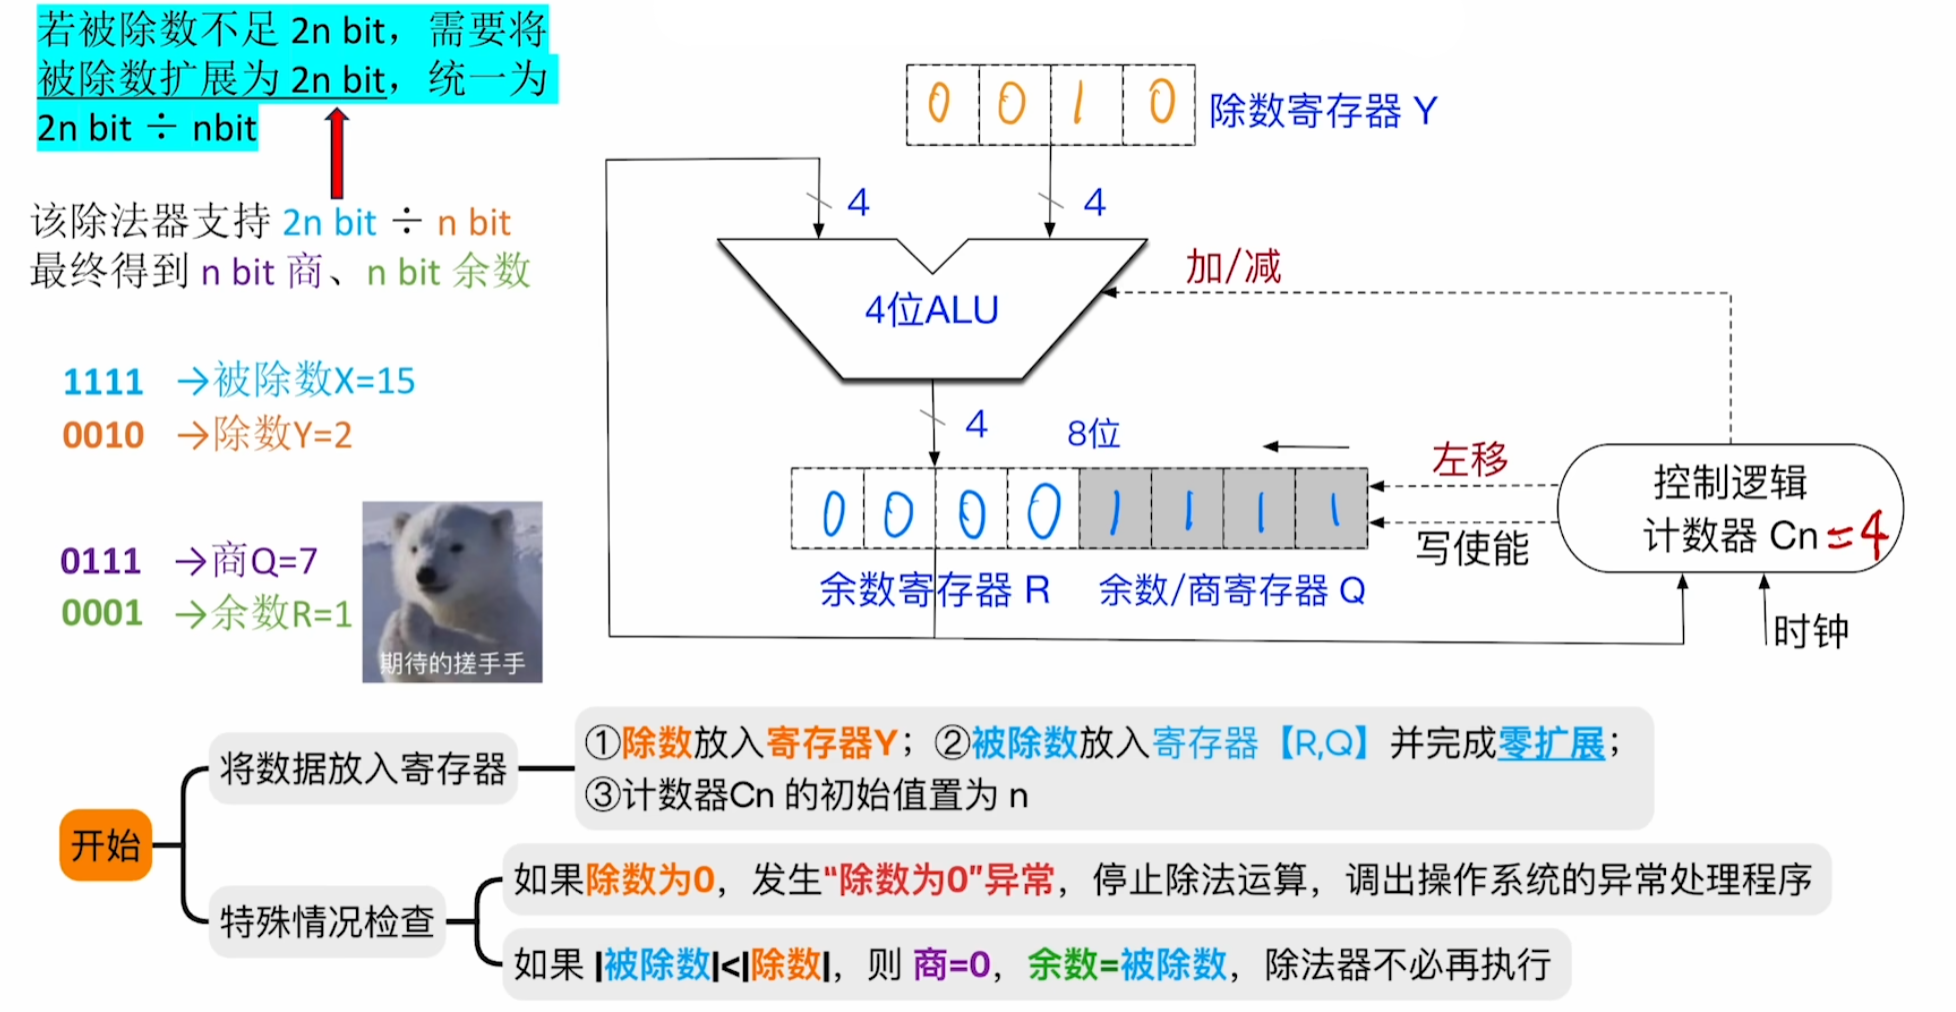 若被除数不足 2n bit，需要将
被除数扩展为 2n bit，统一为
2n bit ÷ nbit
该除法器支持 2n bit ÷ n bit
最终得到 n bit 商、n bit 余数
1111 →被除数X=15
0010 →除数Y=2
0111 →商Q=7
0001 →余数R=1
期待的搓手手
0 0 1 0
除数寄存器 Y
4
4
加/减
4位ALU
4
8位
左移
0 0 0 0 1 1 1 1
写使能
控制逻辑
计数器 Cn =4
余数寄存器 R
余数/商寄存器 Q
时钟
开始
将数据放入寄存器
①除数放入寄存器Y；②被除数放入寄存器【R,Q】并完成零扩展；
③计数器Cn 的初始值置为 n
特殊情况检查
如果除数为0，发生“除数为0”异常，停止除法运算，调出操作系统的异常处理程序
如果 |被除数|<|除数|，则 商=0，余数=被除数，除法器不必再执行